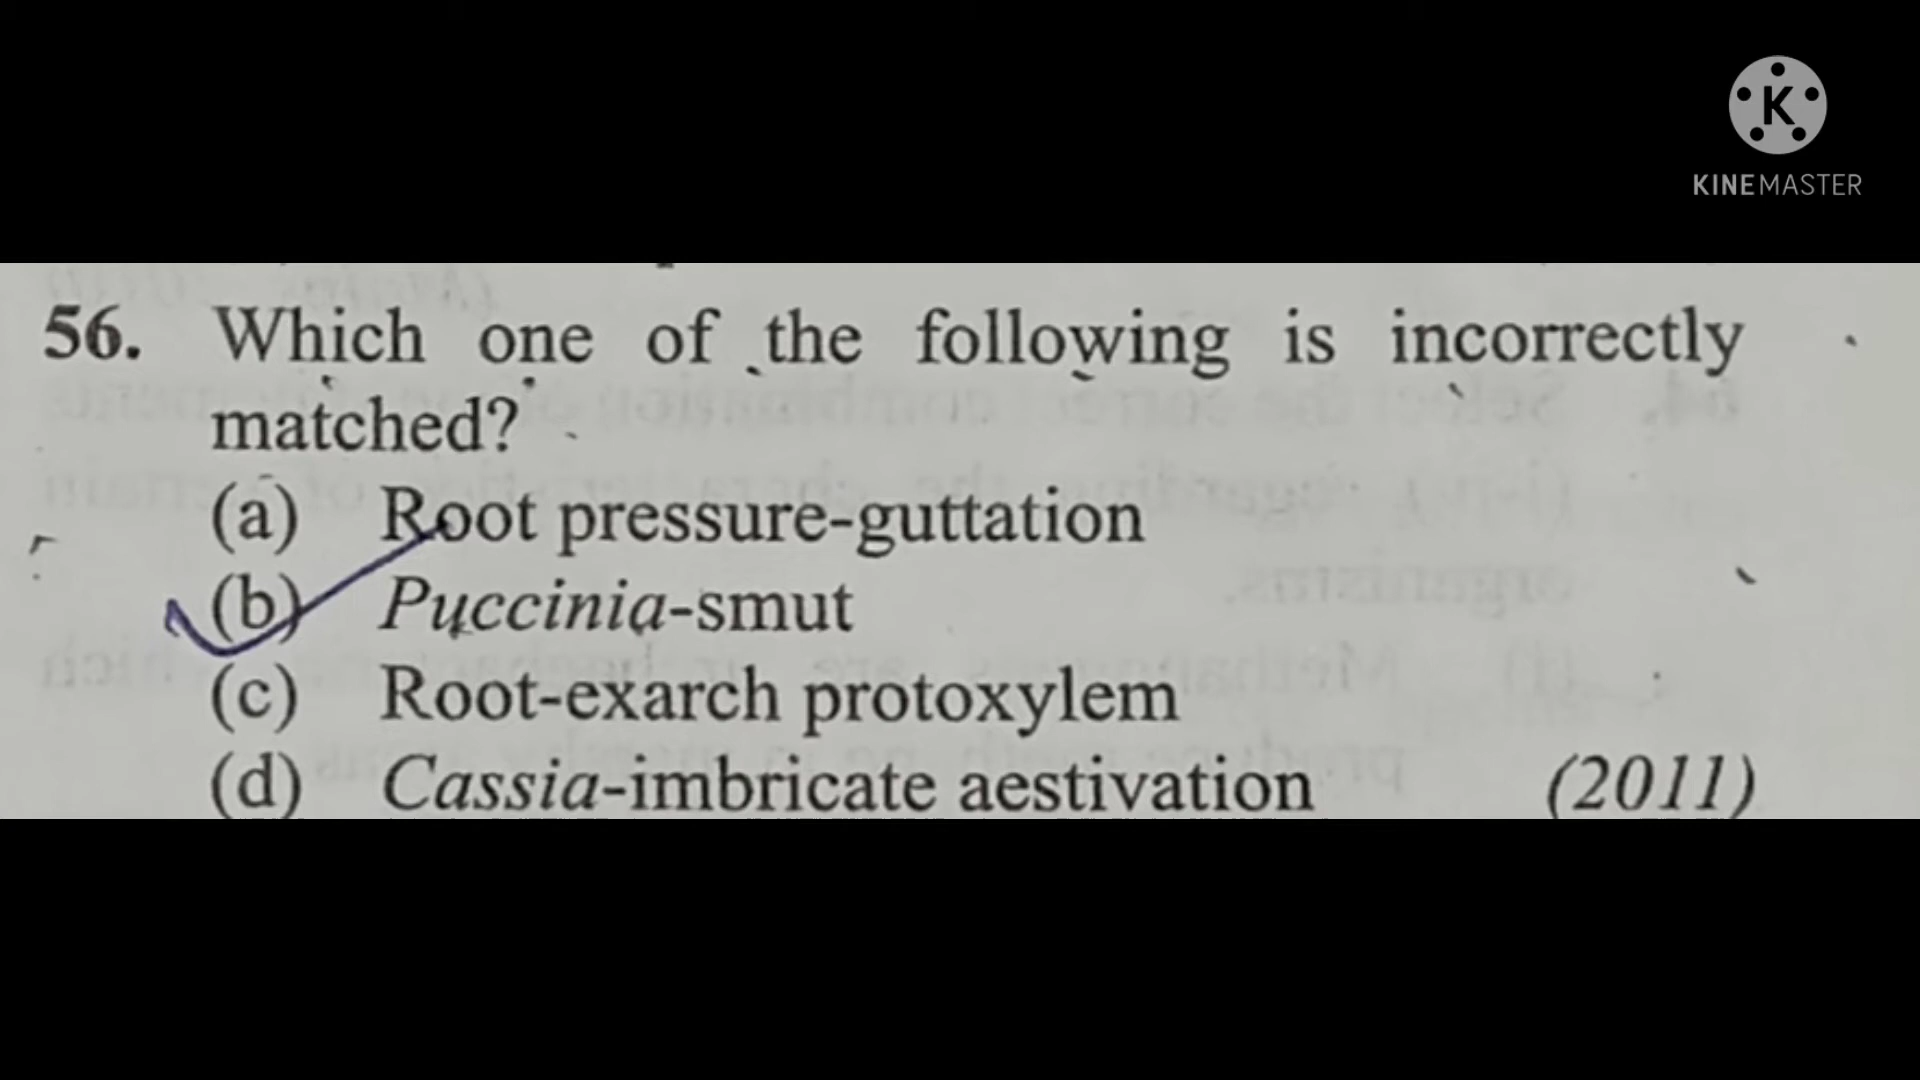 K
KINEMASTER
56. Which one of the following is incorrectly
matched?
(a) Root pressure-guttation
(b) Puccinia-smut
(c) Root-exarch protoxylem
(d) Cassia-imbricate aestivation (2011)